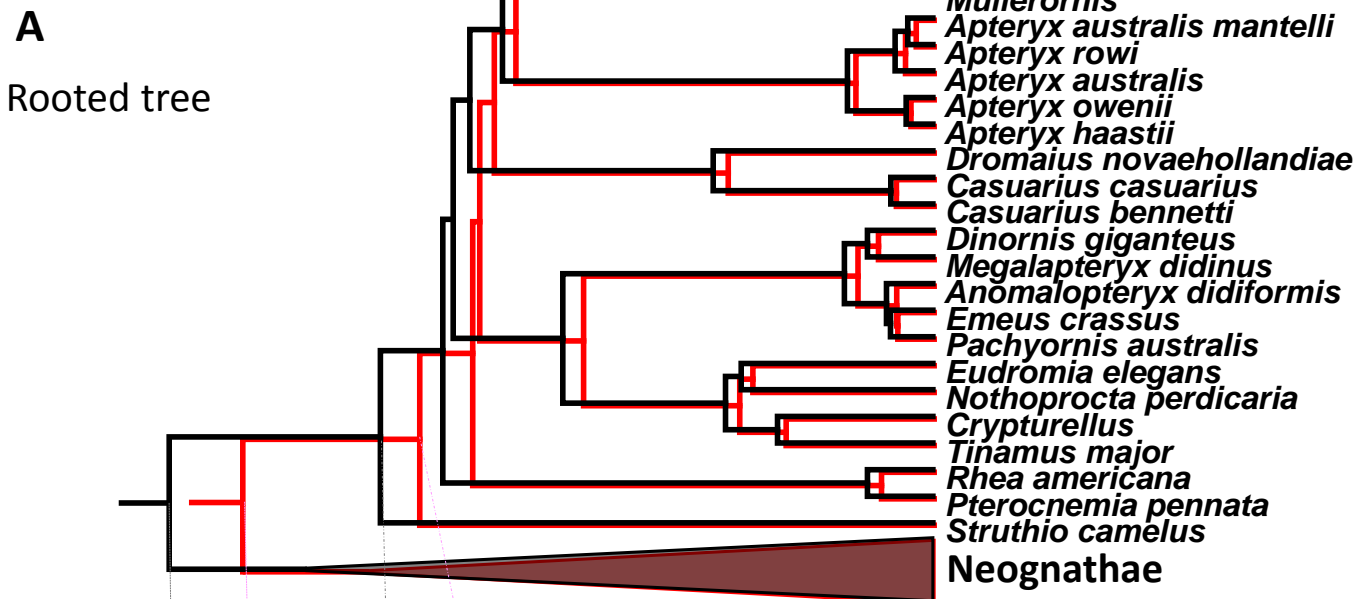 A
Rooted tree
Mullerornis
Apteryx australis mantelli
Apteryx rowi
Apteryx australis
Apteryx owenii
Apteryx haastii
Dromaius novaehollandiae
Casuarius casuarius
Casuarius bennetti
Dinornis giganteus
Megalapteryx didinus
Anomalopteryx didiformis
Emeus crassus
Pachyornis australis
Eudromia elegans
Nothoprocta perdicaria
Crypturellus
Tinamus major
Rhea americana
Pterocnemia pennata
Struthio camelus
Neognathae